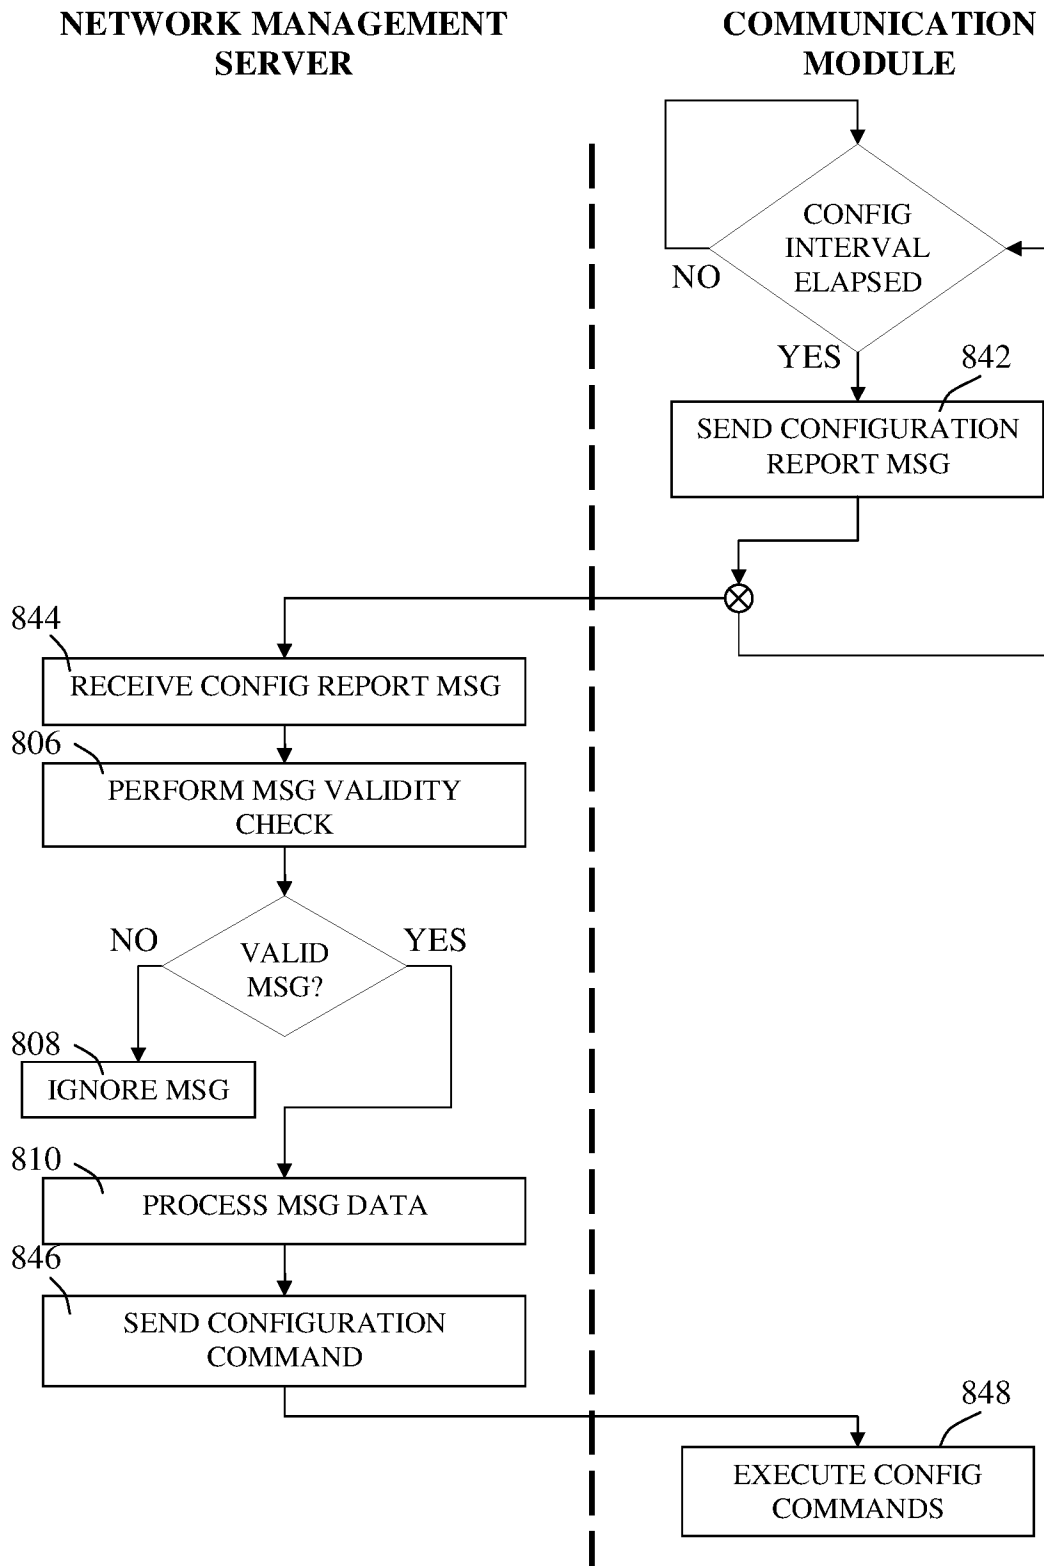 NETWORK MANAGEMENT
SERVER
COMMUNICATION
MODULE
CONFIG
INTERVAL
ELAPSED
NO
YES
842
SEND CONFIGURATION
REPORT MSG
844
RECEIVE CONFIG REPORT MSG
806
PERFORM MSG VALIDITY
CHECK
NO
YES
VALID
MSG?
808
IGNORE MSG
810
PROCESS MSG DATA
846
SEND CONFIGURATION
COMMAND
848
EXECUTE CONFIG
COMMANDS